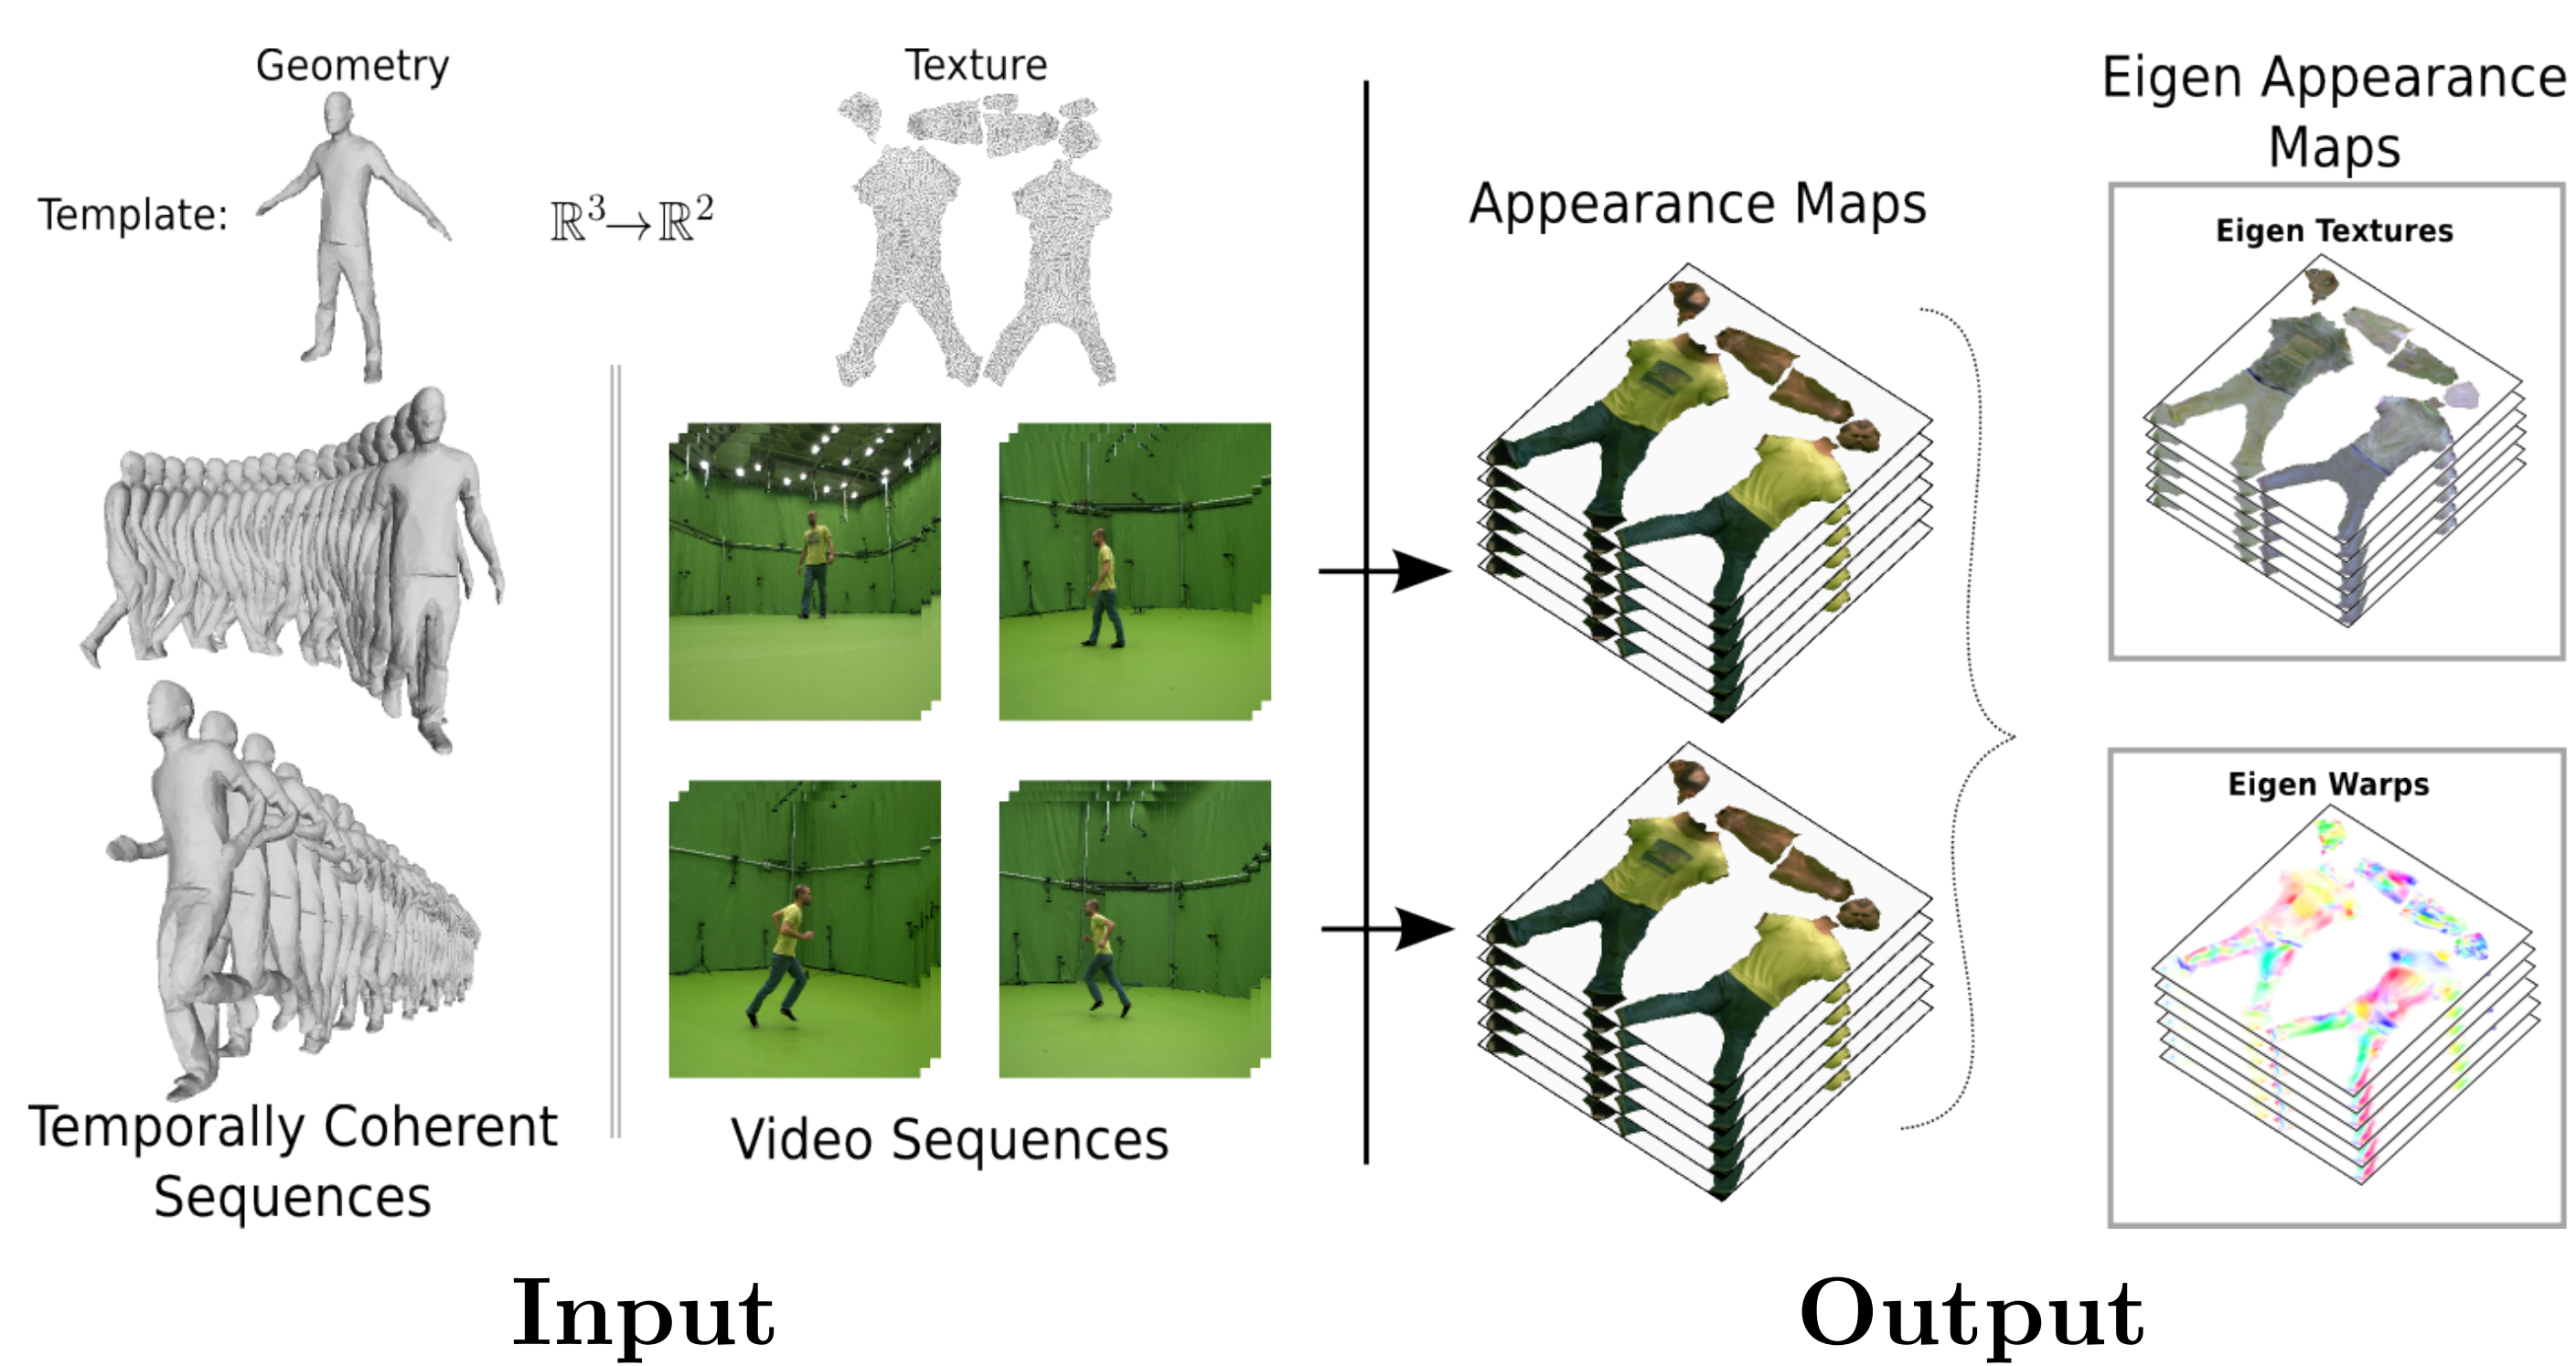 Geometry
Texture
Template:
ℝ³→ℝ²
Temporally Coherent
Sequences
Video Sequences
Appearance Maps
Eigen Appearance
Maps
Eigen Textures
Eigen Warps
Input
Output